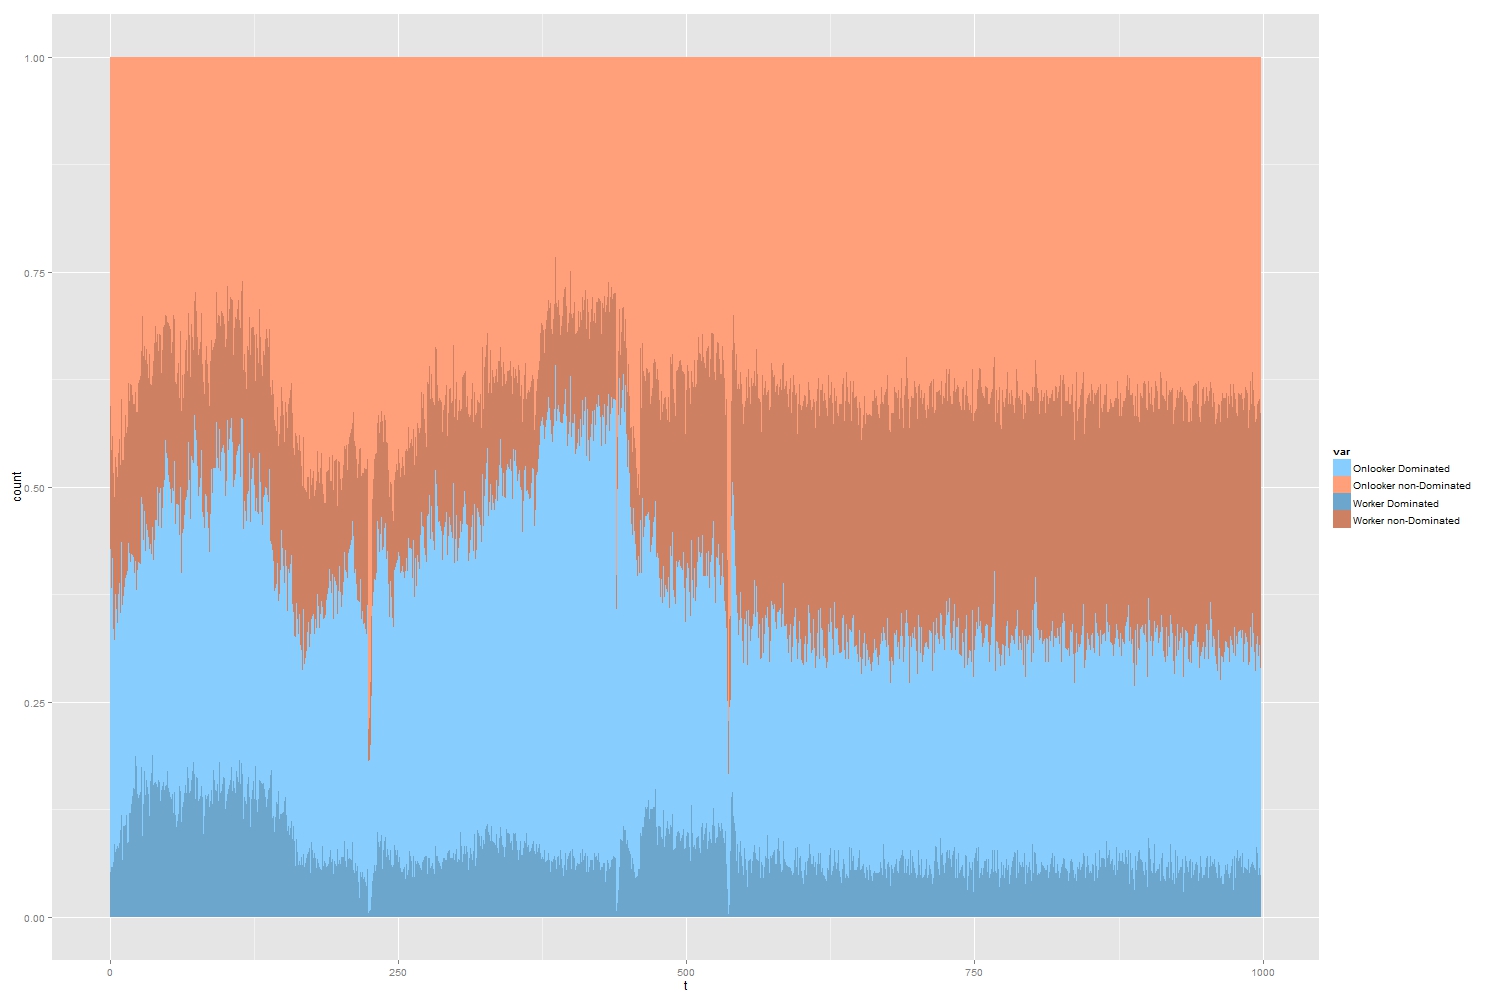 1.00
0.75
0.50
0.25
0.00
count
0
250
500
750
1000
t
var
Onlooker Dominated
Onlooker non-Dominated
Worker Dominated
Worker non-Dominated